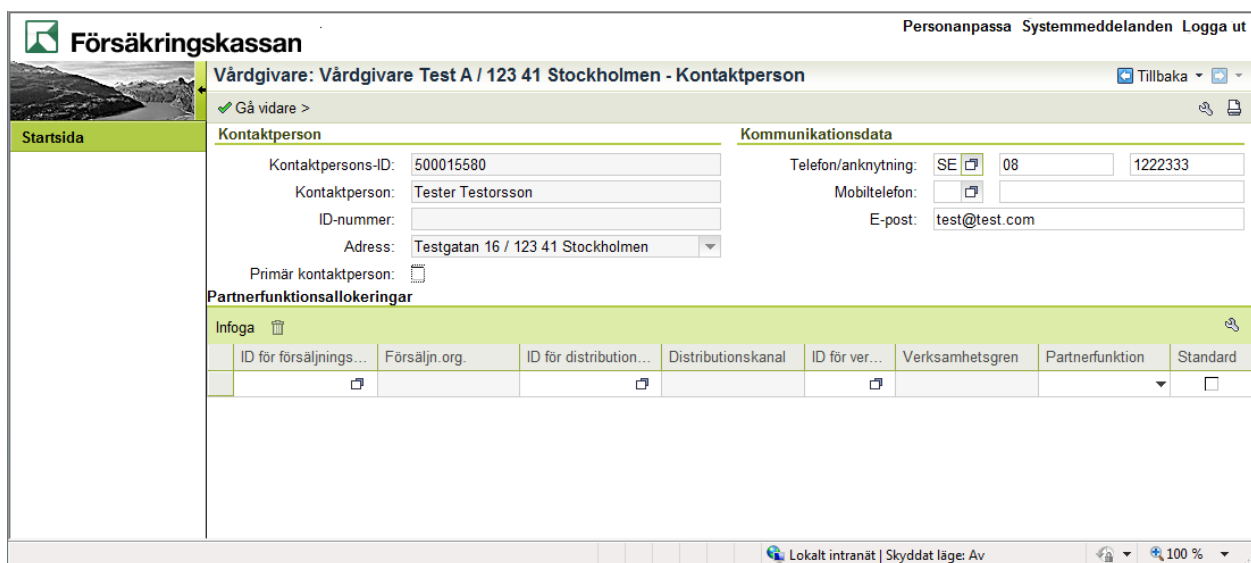 Personanpassa Systemmeddelanden Logga ut
Försäkringskassan
Vårdgivare: Vårdgivare Test A / 123 41 Stockholmen - Kontaktperson Tillbaka
Gå vidare >
Startsida
Kontaktperson Kommunikationsdata
Kontaktpersons-ID: 500015580 Telefon/anknytning: SE 08 1222333
Kontaktperson: Tester Testorsson Mobiltelefon:
ID-nummer: E-post: test@test.com
Adress: Testgatan 16 / 123 41 Stockholmen
Primär kontaktperson:
Partnerfunktionsallokeringar
Infoga
ID för försäljnings... Försäljn.org. ID för distribution... Distributionskanal ID för ver... Verksamhetsgren Partnerfunktion Standard
Lokalt intranät | Skyddat läge: Av 100 %